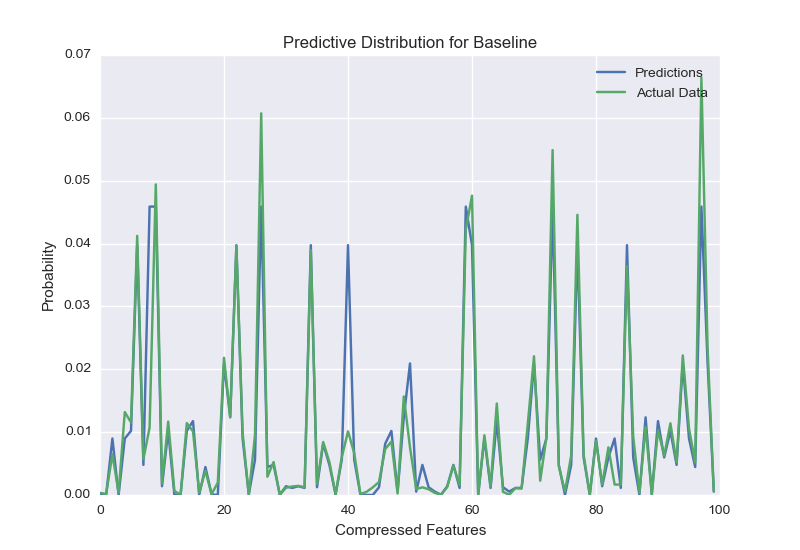 Predictive Distribution for Baseline
0.07
0.06
0.05
0.04
0.03
0.02
0.01
0.00
Probability
Predictions
Actual Data
0 20 40 60 80 100
Compressed Features